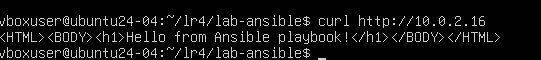 vboxuser@ubuntu24-04:~/lr4/lab-ansible$ curl http://10.0.2.16
<HTML><BODY><h1>Hello from Ansible playbook!</h1></BODY></HTML>
vboxuser@ubuntu24-04:~/lr4/lab-ansible$ _